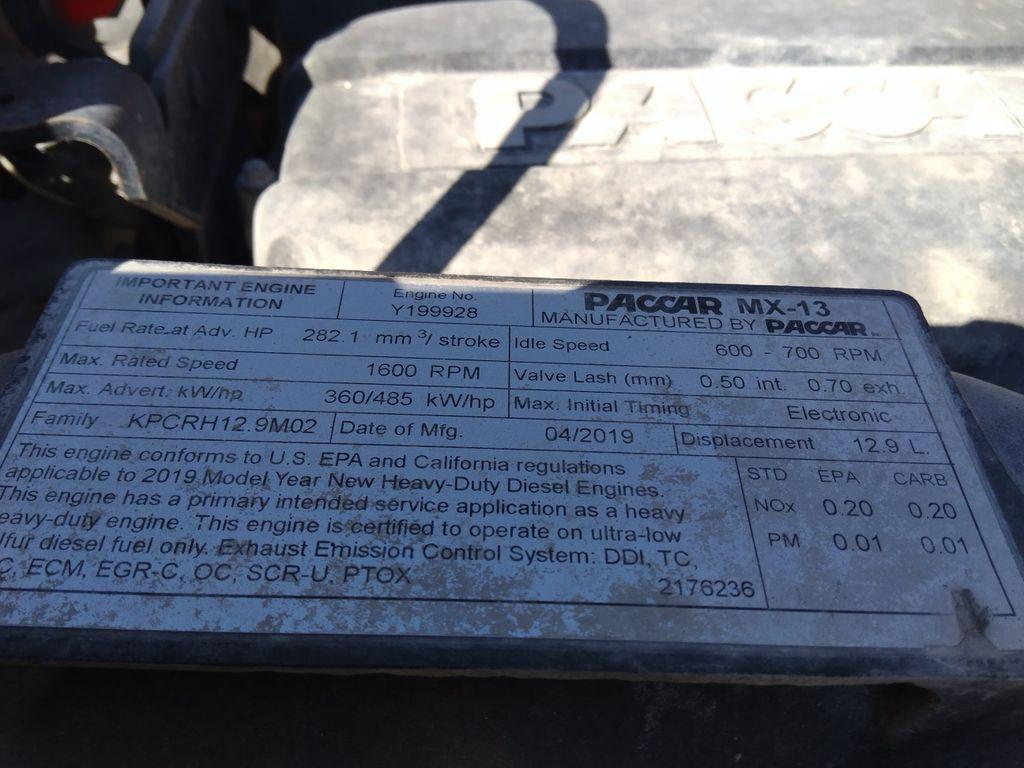 PACC
IMPORTANT ENGINE
INFORMATION
Engine No.
Y199928
PACCAR MX-13
MANUFACTURED BY PACCAR
Fuel Rate at Adv. HP 282.1 mm³/ stroke
Idle Speed 600 - 700 RPM
Max. Rated Speed 1600 RPM
Valve Lash (mm) 0.50 int. 0.70 exh.
Max. Advert. kW/hp 360/485 kW/hp
Max. Initial Timing Electronic
Family KPCRH12.9M02
Date of Mfg. 04/2019
Displacement 12.9 L.
This engine conforms to U.S. EPA and California regulations
applicable to 2019 Model Year New Heavy-Duty Diesel Engines.
This engine has a primary intended service application as a heavy
eavy-duty engine. This engine is certified to operate on ultra-low
lfur diesel fuel only. Exhaust Emission Control System: DDI, TC,
C, ECM, EGR-C, OC, SCR-U, PTOX
2176236
STD EPA CARB
NOx 0.20 0.20
PM 0.01 0.01